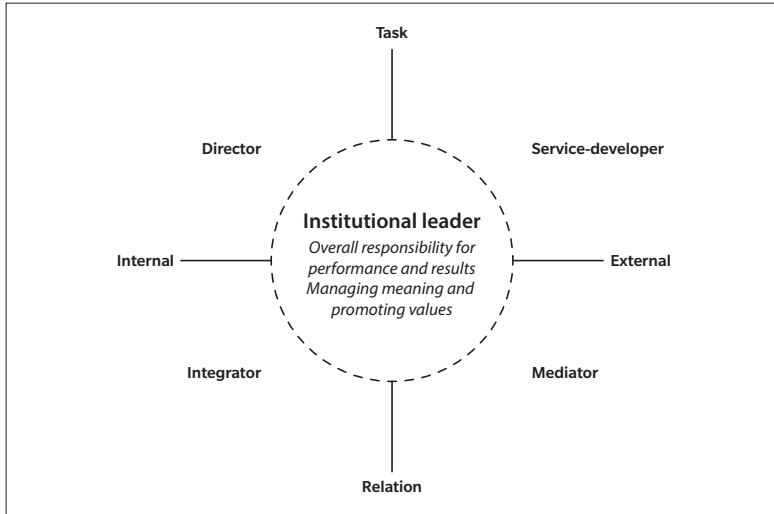 Task
Director
Service-developer
Institutional leader
Overall responsibility for
performance and results
Managing meaning and
promoting values
Internal
External
Integrator
Mediator
Relation